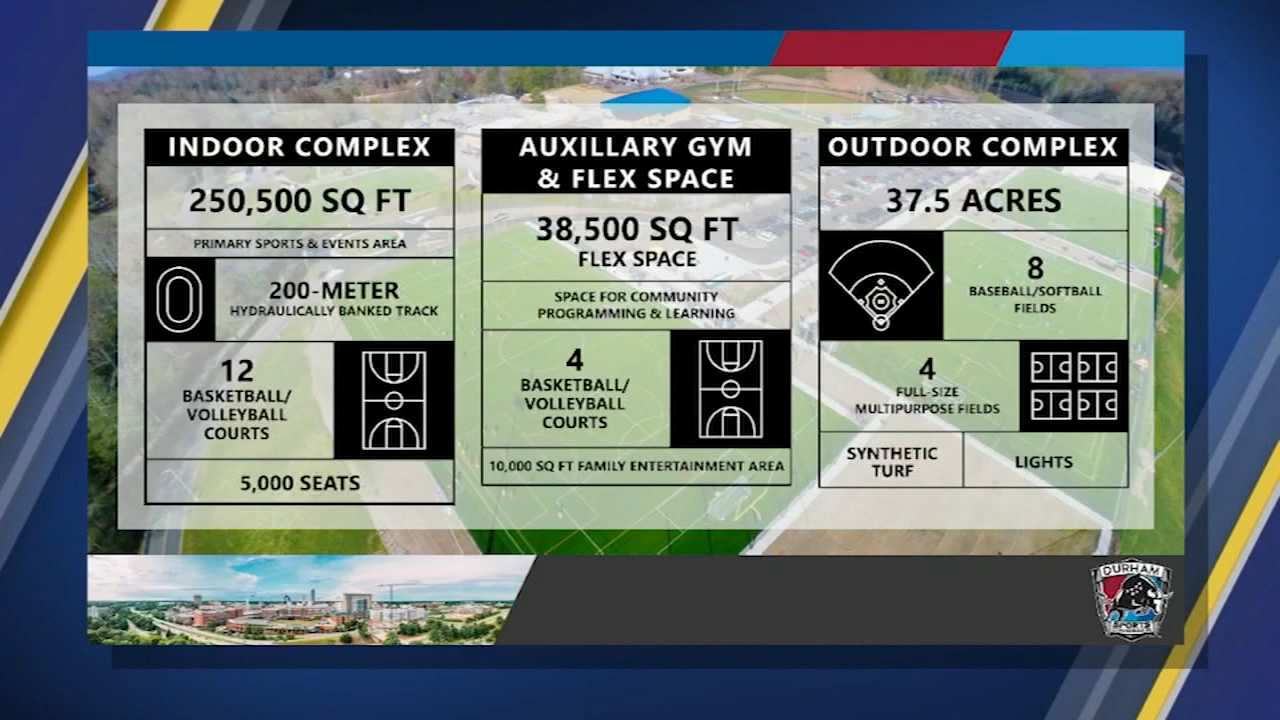 INDOOR COMPLEX
250,500 SQ FT
PRIMARY SPORTS & EVENTS AREA
200-METER
HYDRAULICALLY BANKED TRACK
12
BASKETBALL/
VOLLEYBALL
COURTS
5,000 SEATS
AUXILLARY GYM
& FLEX SPACE
38,500 SQ FT
FLEX SPACE
SPACE FOR COMMUNITY
PROGRAMMING & LEARNING
4
BASKETBALL/
VOLLEYBALL
COURTS
10,000 SQ FT FAMILY ENTERTAINMENT AREA
OUTDOOR COMPLEX
37.5 ACRES
8
BASEBALL/SOFTBALL
FIELDS
4
FULL-SIZE
MULTIPURPOSE FIELDS
SYNTHETIC
TURF
LIGHTS
DURHAM
SPORTS